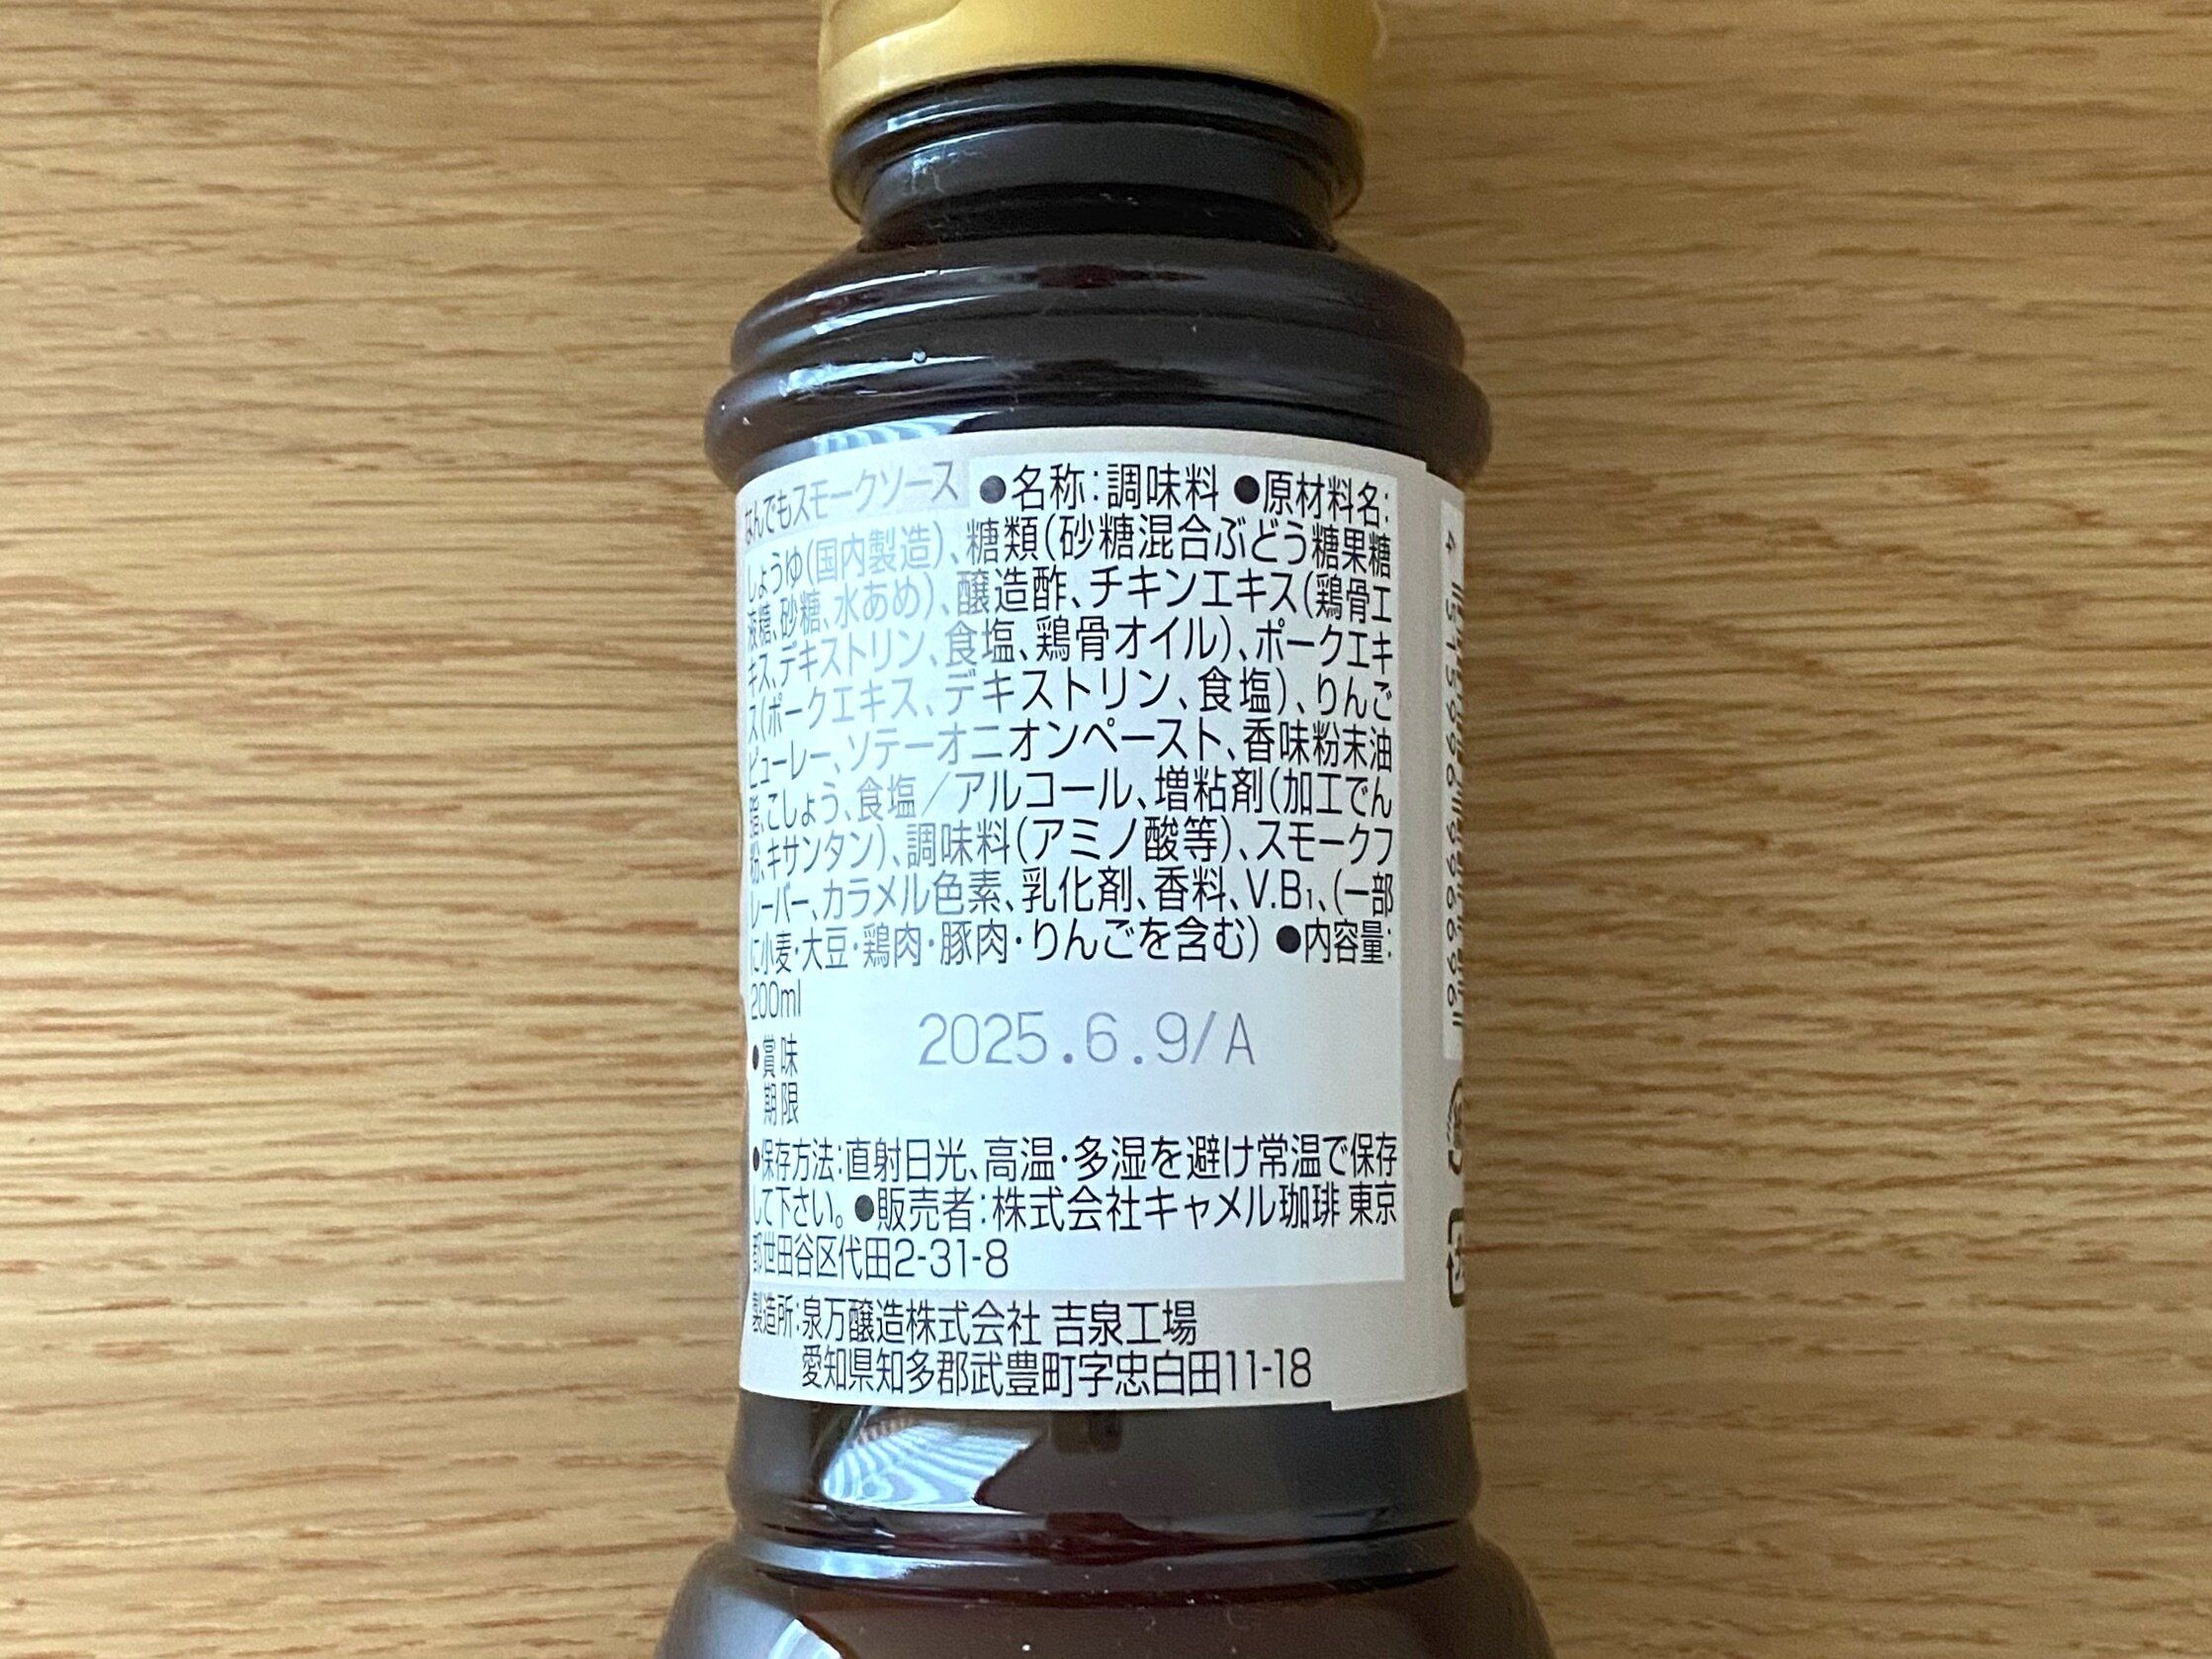 なんでもスモークソース ●名称:調味料 ●原材料名:
しょうゆ(国内製造)、糖類(砂糖混合ぶどう糖果糖
液糖、砂糖、水あめ)、醸造酢、チキンエキス(鶏骨エ
キス、デキストリン、食塩、鶏骨オイル)、ポークエキ
ス(ポークエキス、デキストリン、食塩)、りんご
ピューレー、ソテーオニオンペースト、香味粉末油
脂、こしょう、食塩/アルコール、増粘剤(加工でん
粉、キサンタン)、調味料(アミノ酸等)、スモークフ
レーバー、カラメル色素、乳化剤、香料、V.B₁、(一部
に小麦・大豆・鶏肉・豚肉・りんごを含む) ●内容量:
200ml
●賞味
期限
2025.6.9/A
●保存方法:直射日光、高温・多湿を避け常温で保存
して下さい。●販売者:株式会社キャメル珈琲 東京
都世田谷区代田2-31-8
製造所:泉万醸造株式会社 吉泉工場
愛知県知多郡武豊町字忠白田11-18